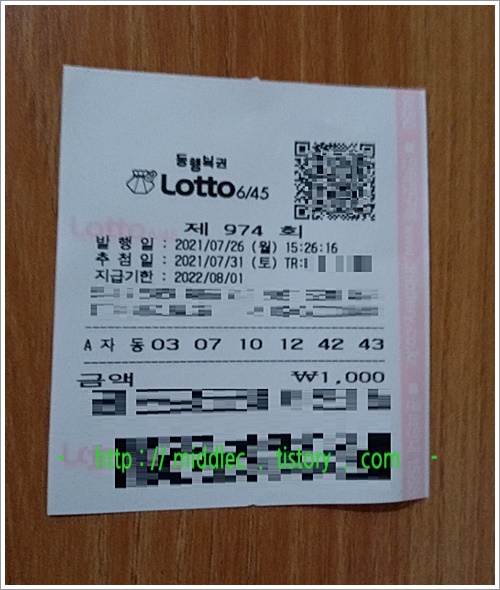 동행복권
Lotto 6/45
제 974 회
발 행 일 : 2021/07/26 (월) 15:26:16
추 첨 일 : 2021/07/31 (토) TR:
지급기한 : 2022/08/01
A 자 동 03 07 10 12 42 43
금액 ₩1,000
- http://middlec.tistory.com -